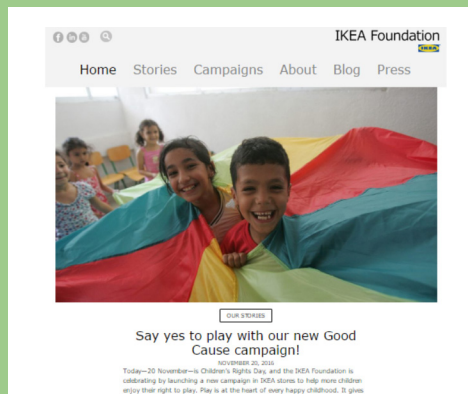 IKEA Foundation
IKEA
Home Stories Campaigns About Blog Press
OUR STORIES
Say yes to play with our new Good
Cause campaign!
NOVEMBER 20, 2016
Today—20 November—is Children's Rights Day, and the IKEA Foundation is
celebrating by launching a new campaign in IKEA stores to help more children
enjoy their right to play. Play is at the heart of every happy childhood. It gives